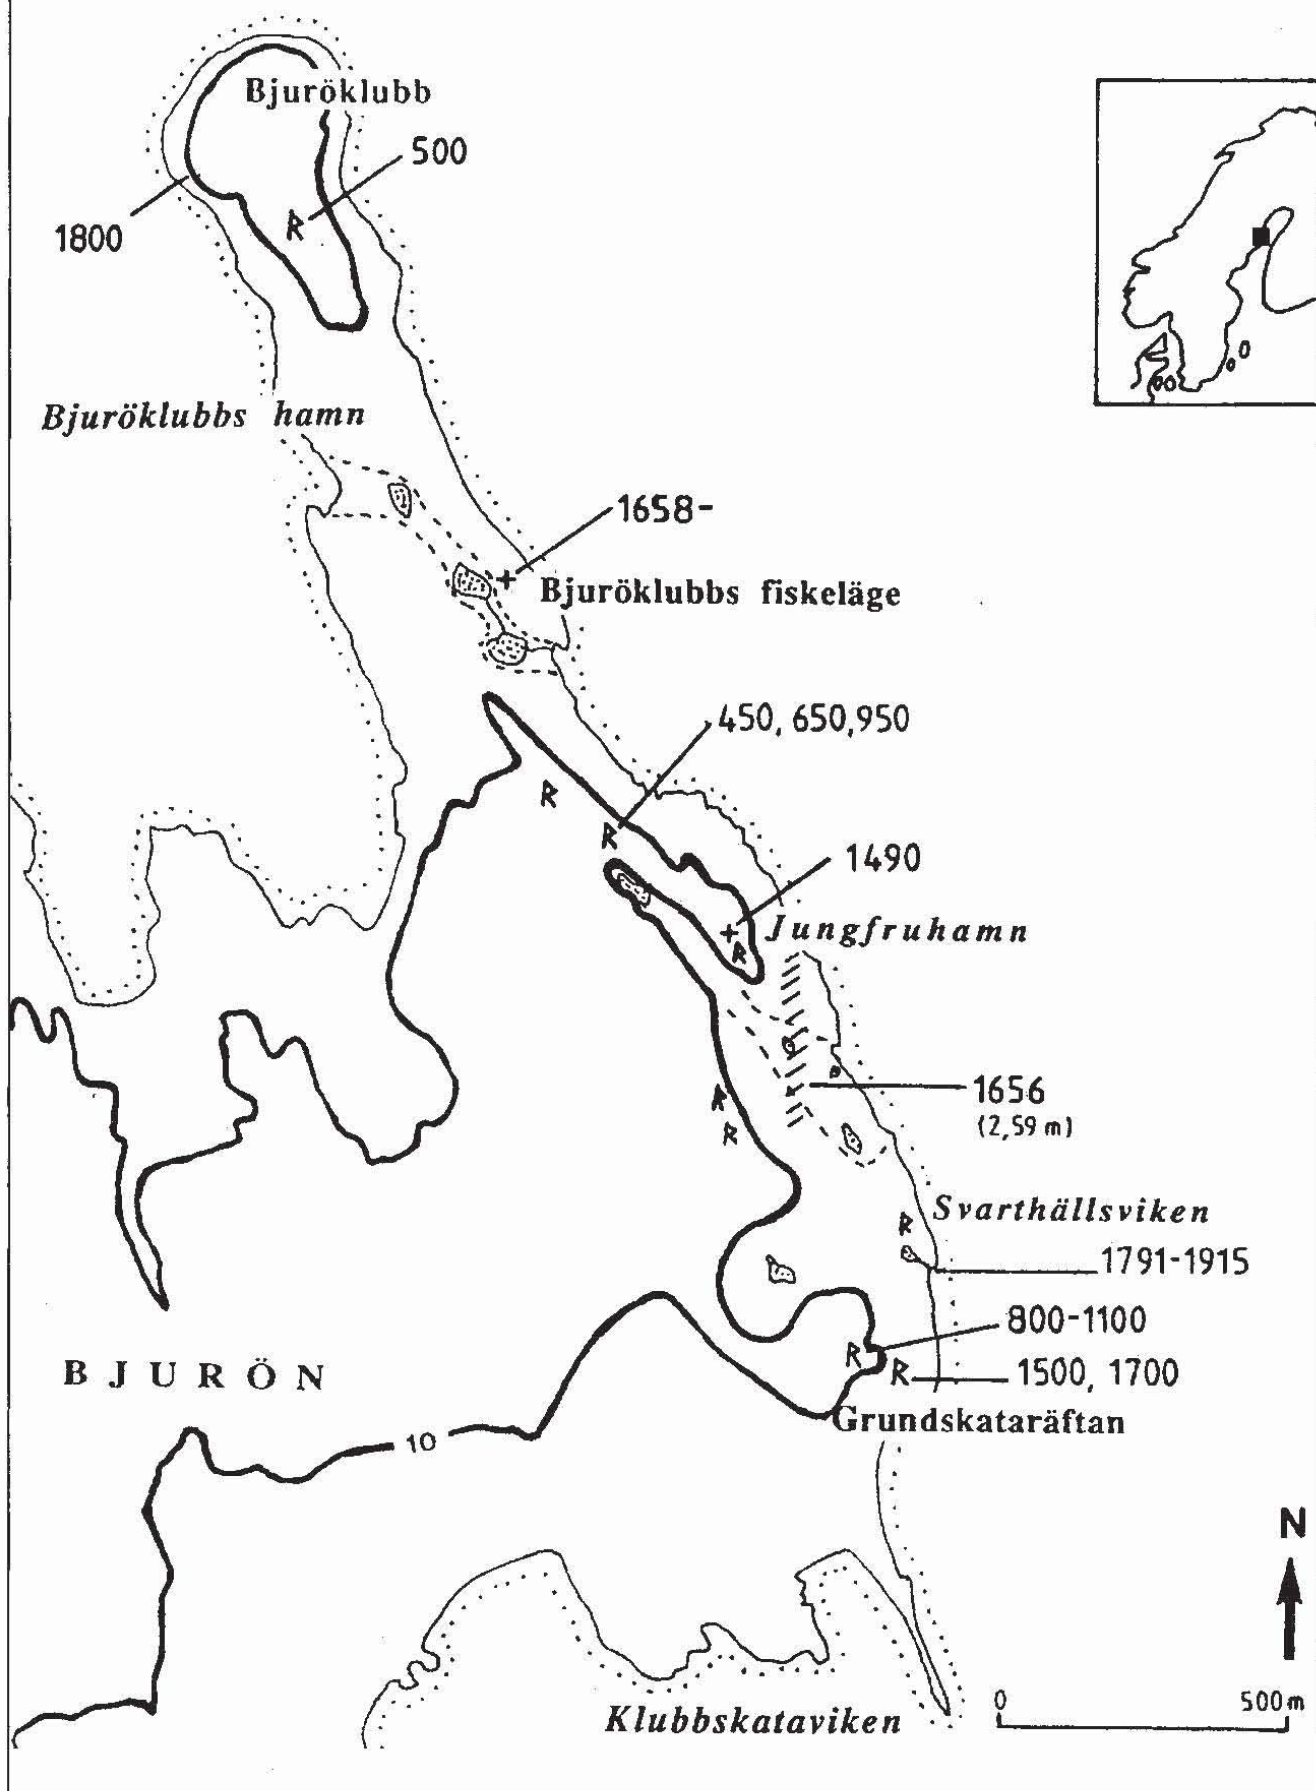 Bjuröklubb
500
R
1800
Bjuröklubbs hamn
1658-
Bjuröklubbs fiskeläge
450, 650,950
R
R
1490
Jungfruhamn
R
1656
(2,59 m)
R
R
Svarthällsviken
R
1791-1915
800-1100
R
R
1500, 1700
BJURÖN
Grundskataräftan
10
N
0
500m
Klubbskataviken